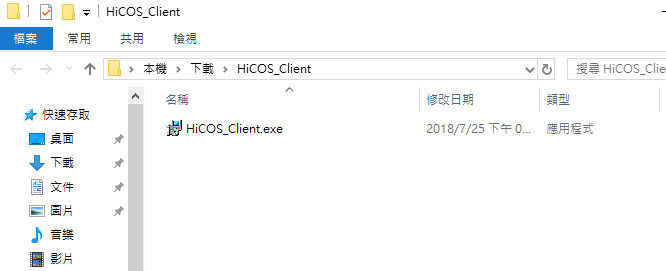 HiCOS_Client
檔案 常用 共用 檢視
本機 下載 HiCOS_Client 搜尋 HiCOS_Clie
名稱 修改日期 類型
快速存取
HiCOS_Client.exe 2018/7/25 下午 0... 應用程式
桌面
下載
文件
圖片
音樂
影片